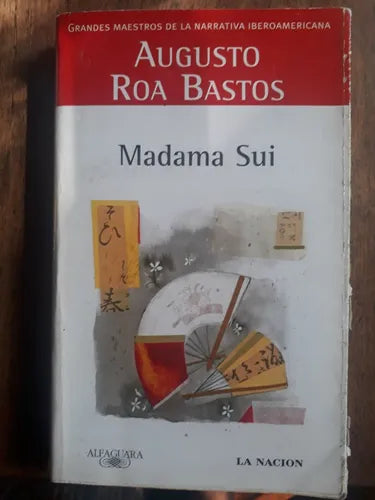 GRANDES MAESTROS DE LA NARRATIVA IBEROAMERICANA
AUGUSTO
ROA BASTOS
Madama Sui
ALFAGUARA
LA NACION